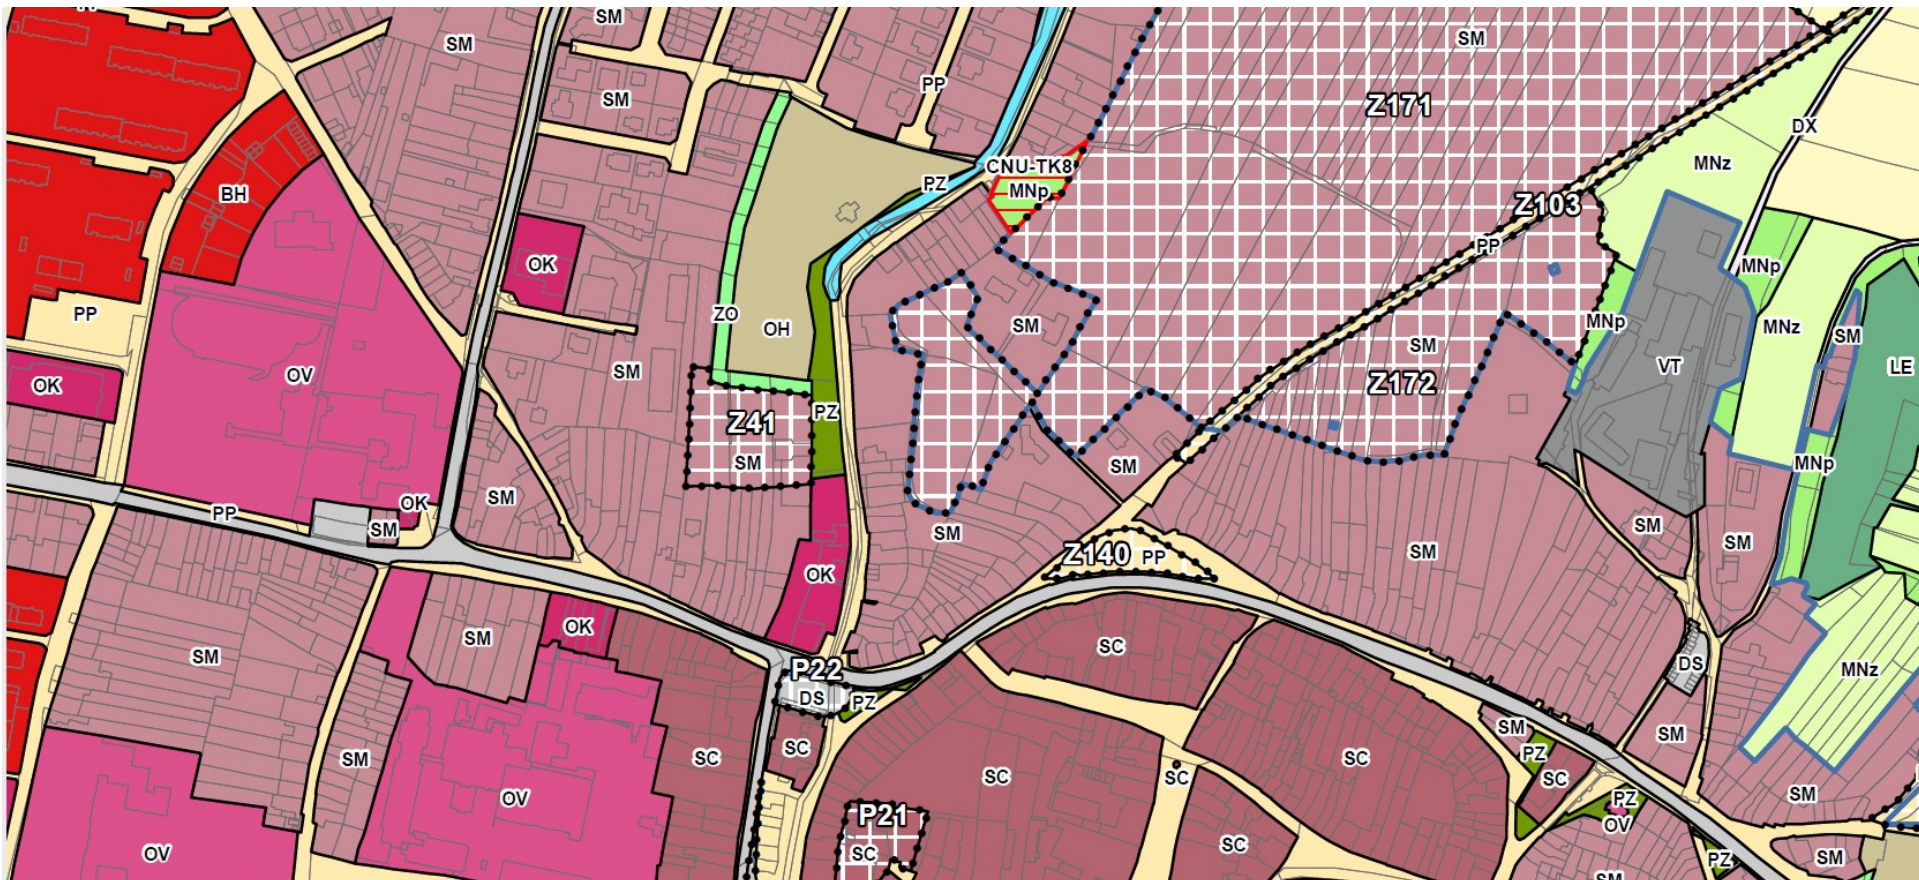 SM
SM
SM
Z171
PP
SM
DX
CNU-TK8
MNz
BH
PZ
MNp
Z103
PP
OK
MNp
PP
ZO
OH
SM
MNp
MNz
SM
SM
OV
SM
Z172
VT
LE
OK
Z41
PZ
SM
SM
MNp
SM
OK
PP
SM
SM
SM
SM
SM
Z140
PP
SM
OK
OK
SM
SM
SC
P22
DS
MNz
DS
PZ
SM
SM
SC
SC
SC
SC
SC
SM
PZ
SC
OV
P21
PZ
SM
OV
OV
SC
SC
SM
PZ
SM